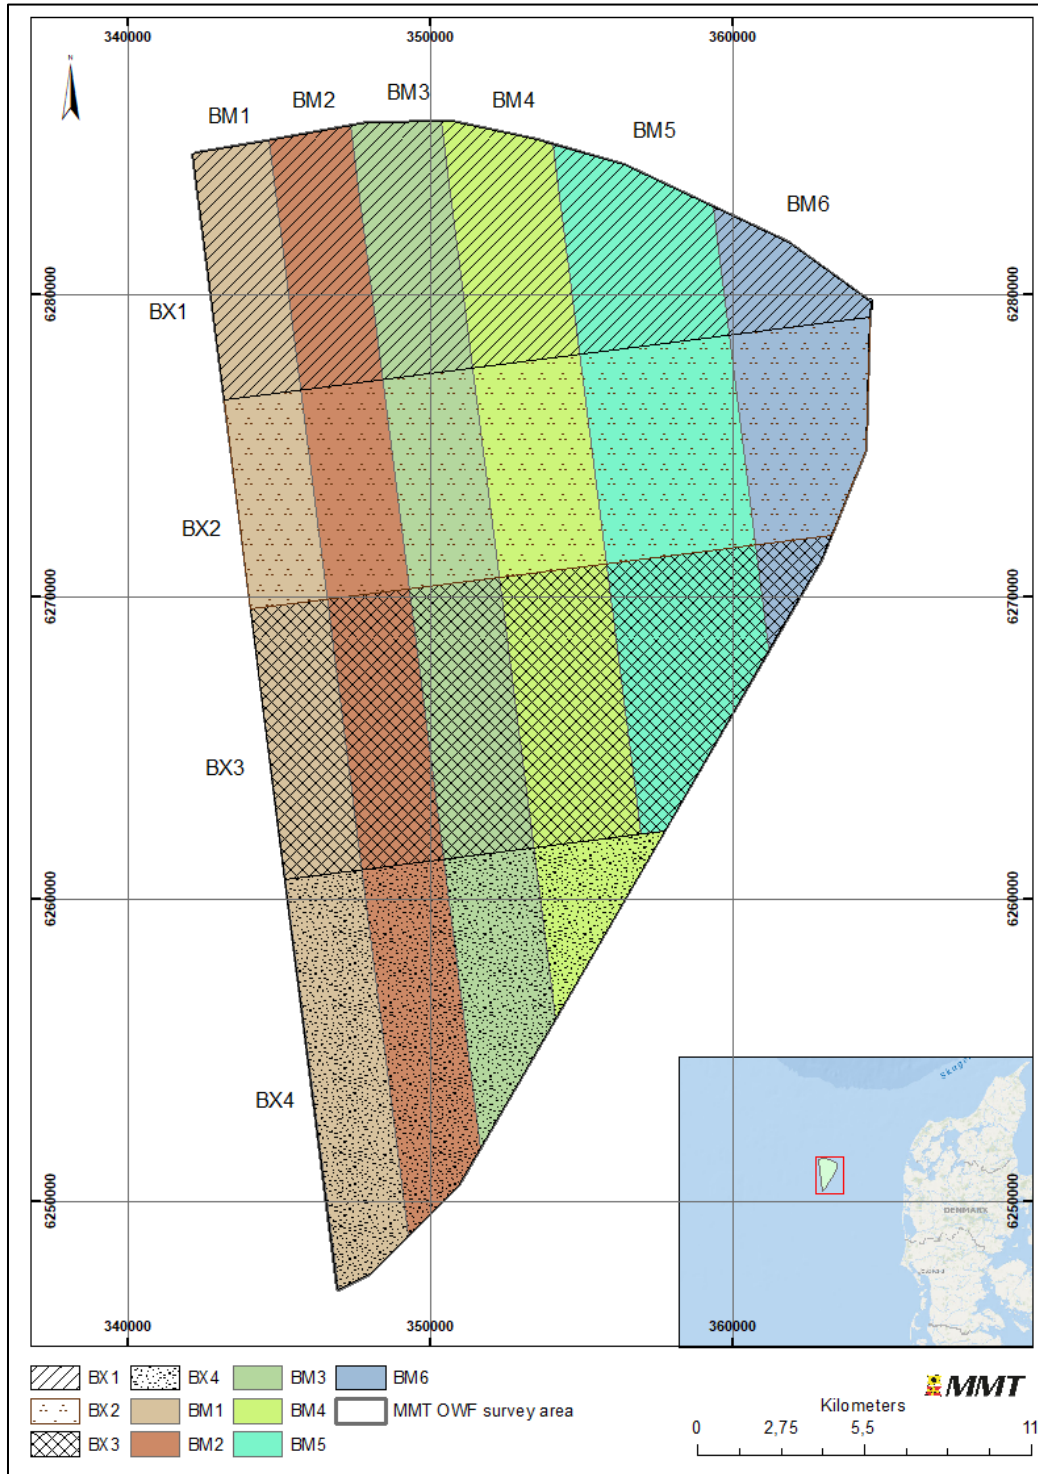 340000 350000 360000
N
BM1 BM2 BM3 BM4 BM5 BM6
6280000 BX1 6280000
BX2
6270000 6270000
BX3
6260000 6260000
BX4
6250000 6250000
DENMARK
340000 350000 360000
BX1 BX4 BM3 BM6
BX2 BM1 BM4 MMT OWF survey area
BX3 BM2 BM5
MMT
Kilometers
0 2,75 5,5 11